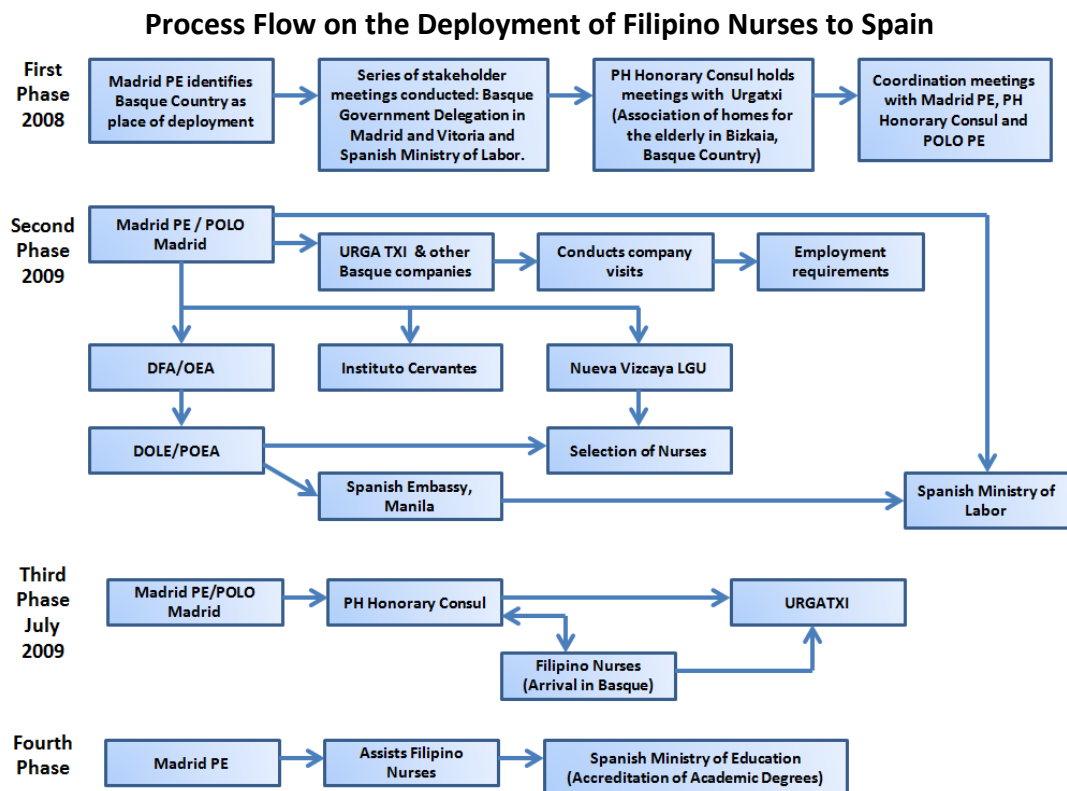 Process Flow on the Deployment of Filipino Nurses to Spain
First
Phase
2008
Madrid PE identifies
Basque Country as
place of deployment
Series of stakeholder
meetings conducted: Basque
Government Delegation in
Madrid and Vitoria and
Spanish Ministry of Labor.
PH Honorary Consul holds
meetings with Urgatxi
(Association of homes for
the elderly in Bizkaia,
Basque Country)
Coordination meetings
with Madrid PE, PH
Honorary Consul and
POLO PE
Second
Phase
2009
Madrid PE / POLO
Madrid
URGA TXI & other
Basque companies
Conducts company
visits
Employment
requirements
DFA/OEA
Instituto Cervantes
Nueva Vizcaya LGU
DOLE/POEA
Selection of Nurses
Spanish Embassy,
Manila
Spanish Ministry of
Labor
Third
Phase
July
2009
Madrid PE/POLO
Madrid
PH Honorary Consul
URGATXI
Filipino Nurses
(Arrival in Basque)
Fourth
Phase
Madrid PE
Assists Filipino
Nurses
Spanish Ministry of Education
(Accreditation of Academic Degrees)